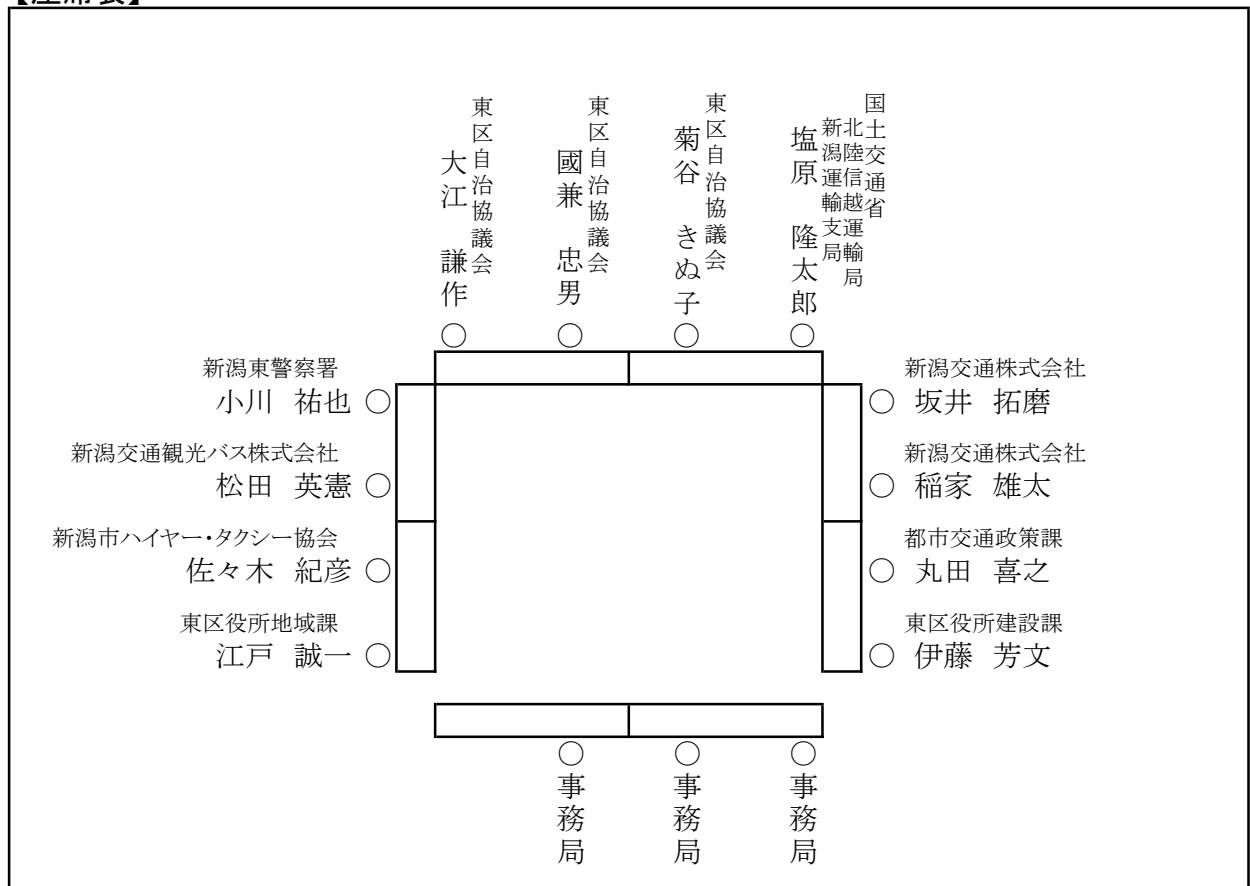 【座席表】
国土交通省
北陸信越運輸局
新潟運輸支局
塩原　隆太郎
○
東区自治協議会
菊谷　きぬ子
○
東区自治協議会
國兼　忠男
○
東区自治協議会
大江　謙作
○
新潟東警察署
小川　祐也 ○
新潟交通観光バス株式会社
松田　英憲 ○
新潟市ハイヤー・タクシー協会
佐々木　紀彦 ○
東区役所地域課
江戸　誠一 ○
新潟交通株式会社
○ 坂井　拓磨
新潟交通株式会社
○ 稲家　雄太
都市交通政策課
○ 丸田　喜之
東区役所建設課
○ 伊藤　芳文
○事務局
○事務局
○事務局